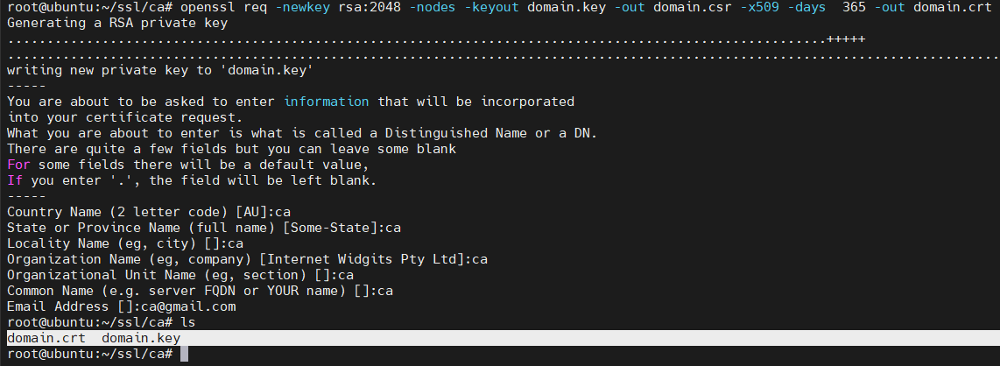 root@ubuntu:~/ssl/ca# openssl req -newkey rsa:2048 -nodes -keyout domain.key -out domain.csr -x509 -days  365 -out domain.crt
Generating a RSA private key
........................................................................................................+++++
..............................................................................................................................
writing new private key to 'domain.key'
-----
You are about to be asked to enter information that will be incorporated
into your certificate request.
What you are about to enter is what is called a Distinguished Name or a DN.
There are quite a few fields but you can leave some blank
For some fields there will be a default value,
If you enter '.', the field will be left blank.
-----
Country Name (2 letter code) [AU]:ca
State or Province Name (full name) [Some-State]:ca
Locality Name (eg, city) []:ca
Organization Name (eg, company) [Internet Widgits Pty Ltd]:ca
Organizational Unit Name (eg, section) []:ca
Common Name (e.g. server FQDN or YOUR name) []:ca
Email Address []:ca@gmail.com
root@ubuntu:~/ssl/ca# ls
domain.crt  domain.key
root@ubuntu:~/ssl/ca#